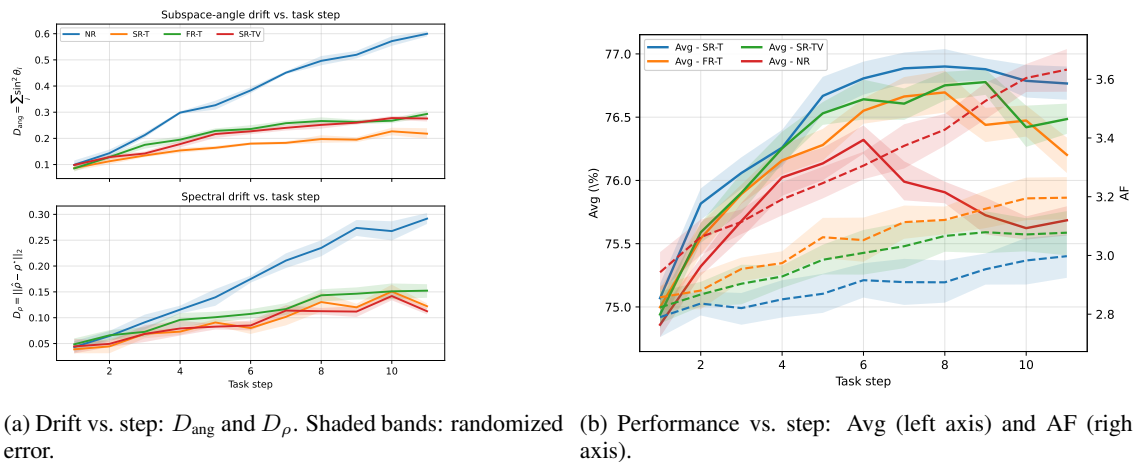 Subspace-angle drift vs. task step
NR SR-T FR-T SR-TV
0.6
0.5
0.4
0.3
0.2
0.1
D_ang = ∑_i sin² θ_i
Spectral drift vs. task step
0.30
0.25
0.20
0.15
0.10
0.05
D_ρ = ||ρ̂ − ρ*||₂
2 4 6 8 10
Task step
Avg - SR-T Avg - SR-TV
Avg - FR-T Avg - NR
77.0
76.5
76.0
75.5
75.0
Avg (\%)
3.6
3.4
3.2
3.0
2.8
AF
2 4 6 8 10
Task step
(a) Drift vs. step: D_ang and D_ρ. Shaded bands: randomized
error.
(b) Performance vs. step: Avg (left axis) and AF (righ
axis).